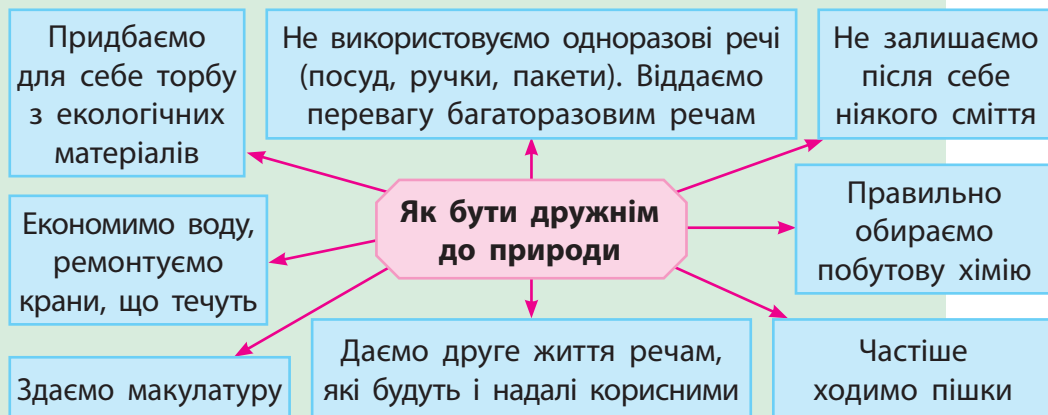 Придбаємо
для себе торбу
з екологічних
матеріалів
Не використовуємо одноразові речі
(посуд, ручки, пакети). Віддаємо
перевагу багаторазовим речам
Не залишаємо
після себе
ніякого сміття
Як бути дружнім
до природи
Економимо воду,
ремонтуємо
крани, що течуть
Правильно
обираємо
побутову хімію
Здаємо макулатуру
Даємо друге життя речам,
які будуть і надалі корисними
Частіше
ходимо пішки